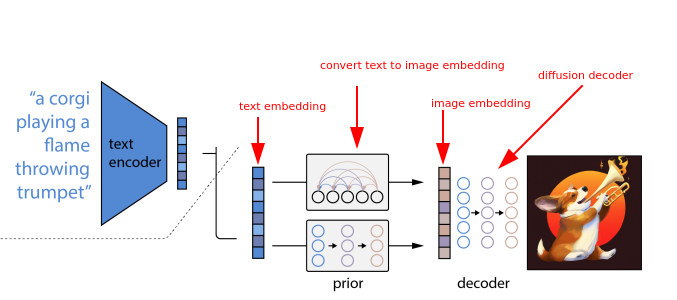 convert text to image embedding
diffusion decoder
text embedding
image embedding
“a corgi
playing a
flame
throwing
trumpet”
text
encoder
prior
decoder